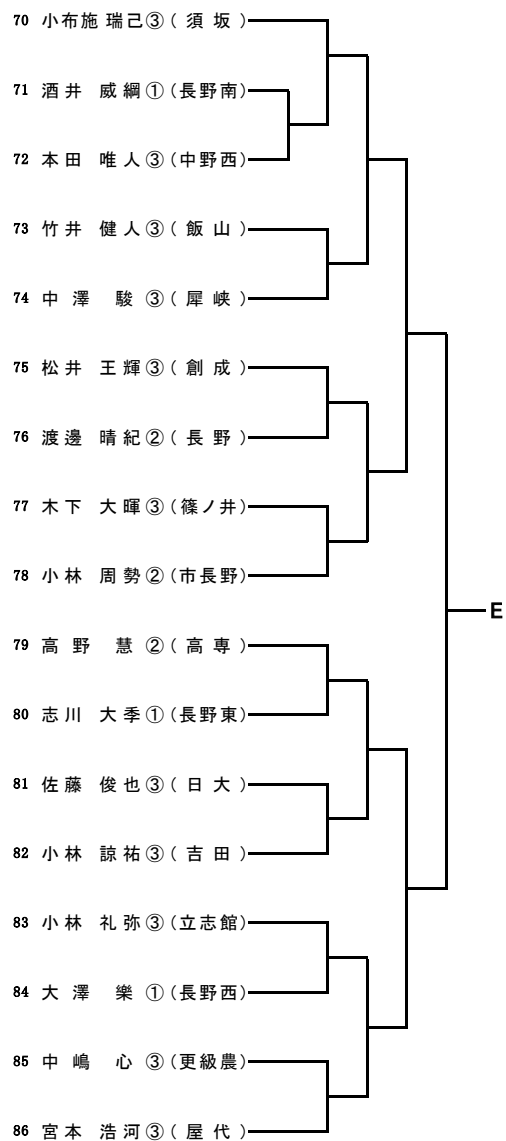 70 小布施 瑞己③ ( 須 坂 )
71 酒 井 威 綱① (長野南)
72 本 田 唯 人③ (中野西)
73 竹 井 健 人③ ( 飯 山 )
74 中 澤 駿 ③ ( 犀 峡 )
75 松 井 王 輝③ ( 創 成 )
76 渡 邊 晴 紀② ( 長 野 )
77 木 下 大 暉③ (篠ノ井)
78 小 林 周 勢② (市長野)
E
79 高 野 慧 ② ( 高 専 )
80 志 川 大 季① (長野東)
81 佐 藤 俊 也③ ( 日 大 )
82 小 林 諒 祐③ ( 吉 田 )
83 小 林 礼 弥③ (立志館)
84 大 澤 樂 ① (長野西)
85 中 嶋 心 ③ (更級農)
86 宮 本 浩 河③ ( 屋 代 )